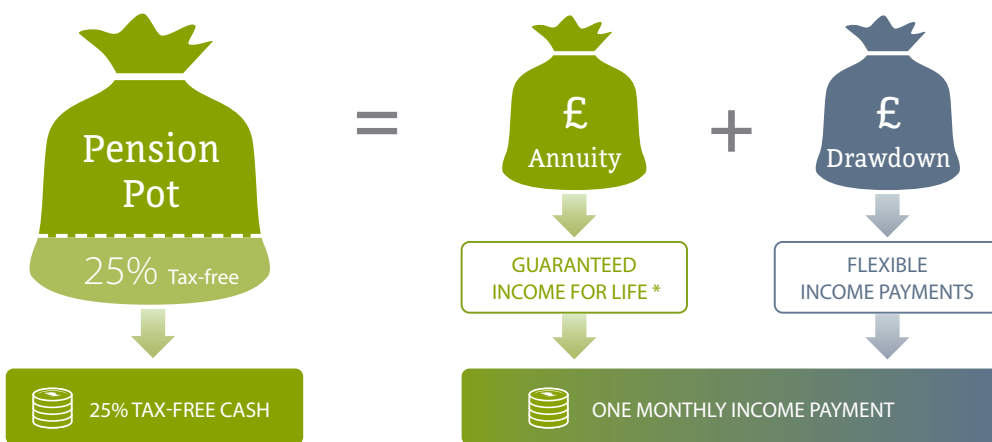 Pension
Pot
25% Tax-free
25% TAX-FREE CASH
=
£
Annuity
+
£
Drawdown
GUARANTEED
INCOME FOR LIFE *
FLEXIBLE
INCOME PAYMENTS
ONE MONTHLY INCOME PAYMENT